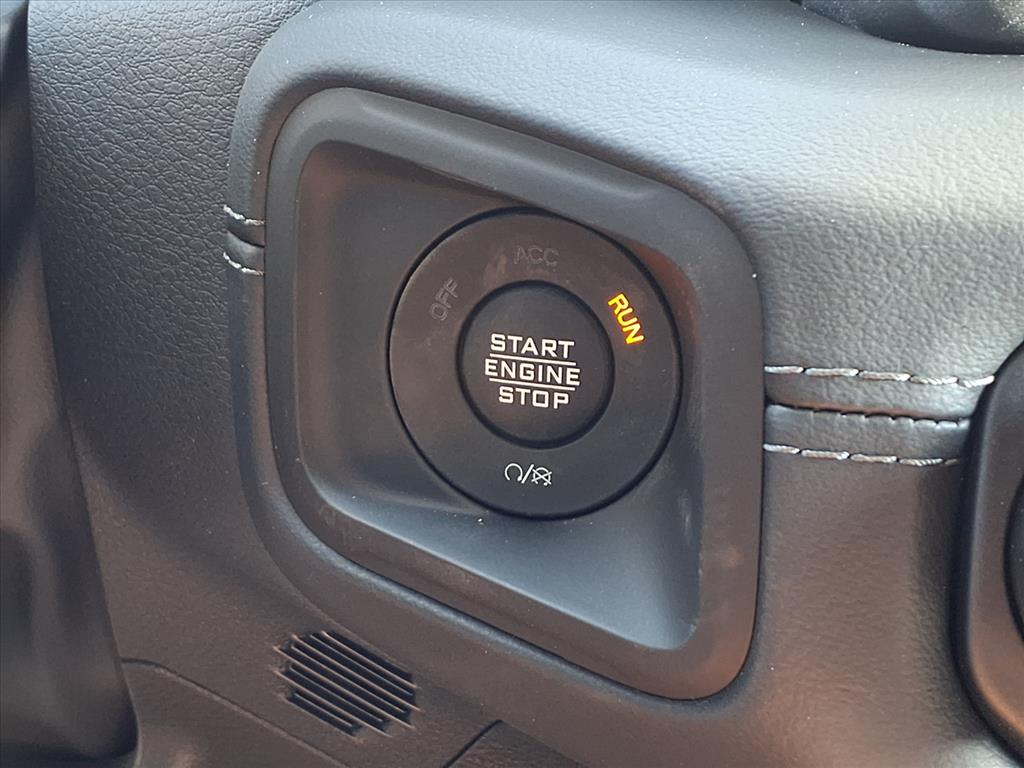 OFF
ACC
RUN
START
ENGINE
STOP